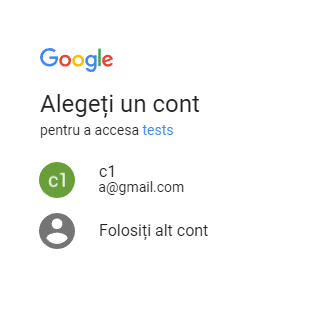 Google
Alegeți un cont
pentru a accesa tests
c1
c1
a@gmail.com
Folosiți alt cont